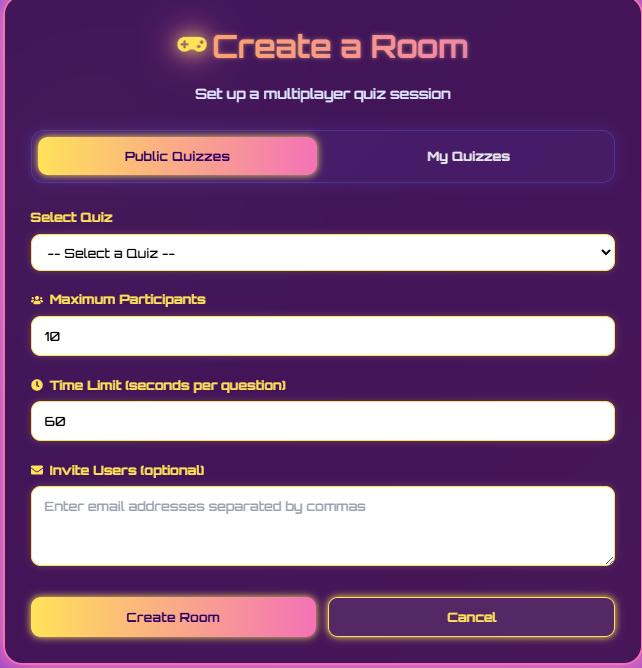 Create a Room
Set up a multiplayer quiz session
Public Quizzes My Quizzes
Select Quiz
-- Select a Quiz --
Maximum Participants
10
Time Limit (seconds per question)
60
Invite Users (optional)
Enter email addresses separated by commas
Create Room Cancel